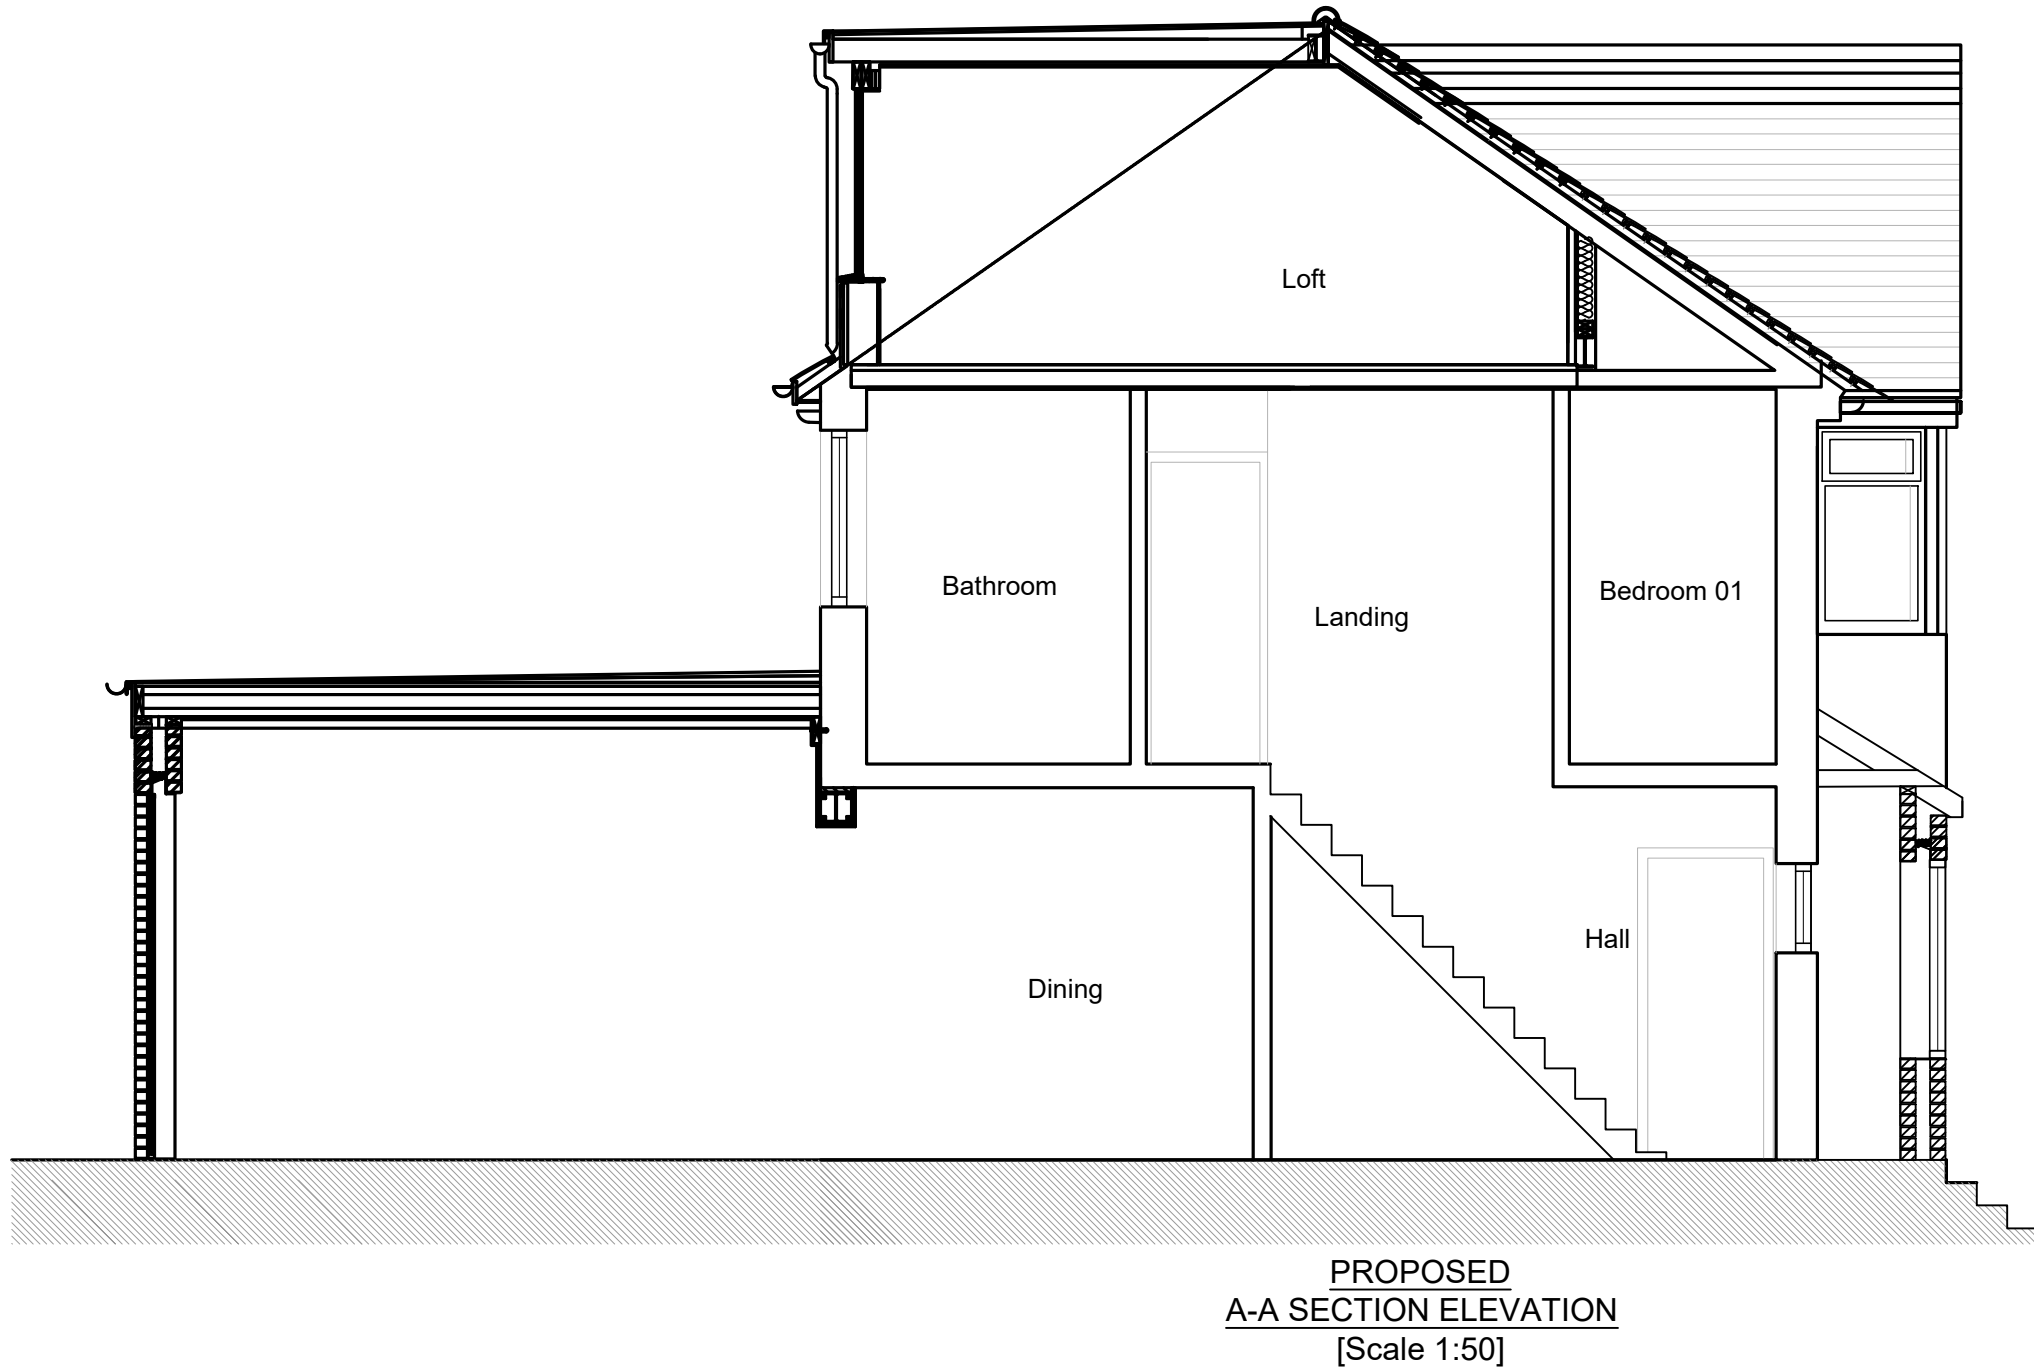 Loft
Bathroom
Bedroom 01
Landing
Hall
Dining
PROPOSED
A-A SECTION ELEVATION
[Scale 1:50]